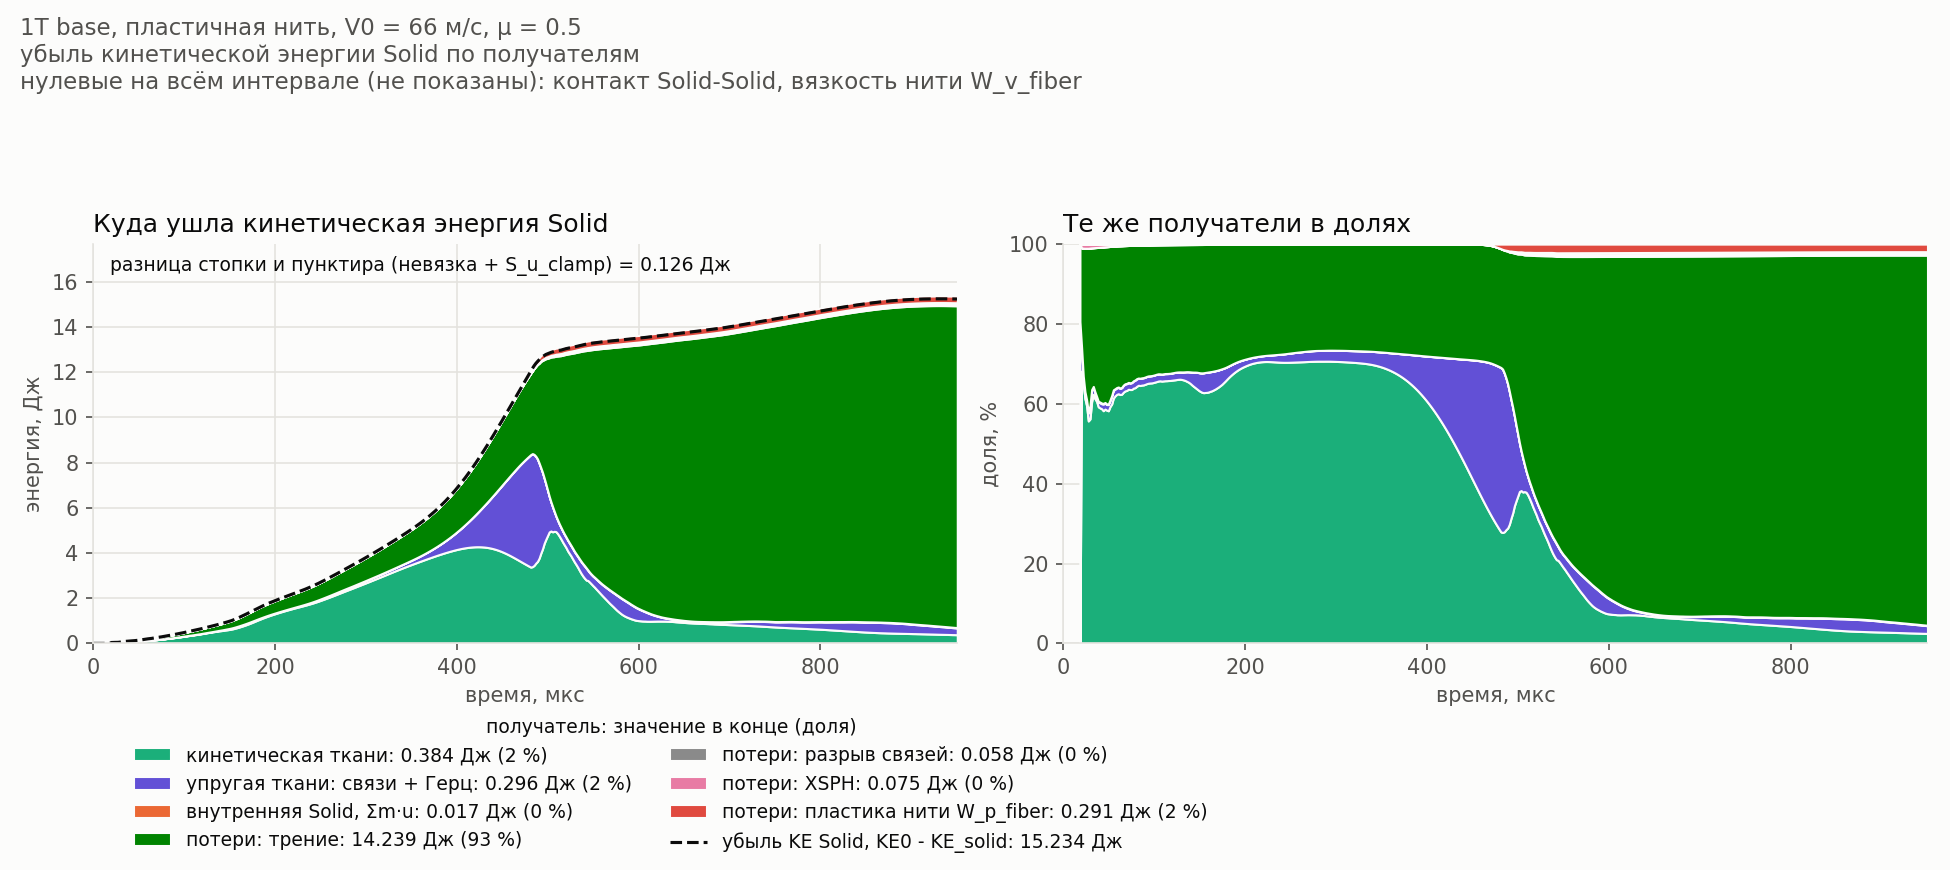 1T base, пластичная нить, V0 = 66 м/с, μ = 0.5
убыль кинетической энергии Solid по получателям
нулевые на всём интервале (не показаны): контакт Solid-Solid, вязкость нити W_v_fiber
Куда ушла кинетическая энергия Solid
разница стопки и пунктира (невязка + S_u_clamp) = 0.126 Дж
16
14
12
10
8
6
4
2
0
энергия, Дж
0 200 400 600 800
время, мкс
Те же получатели в долях
100
80
60
40
20
0
доля, %
0 200 400 600 800
время, мкс
получатель: значение в конце (доля)
кинетическая ткани: 0.384 Дж (2 %)
упругая ткани: связи + Герц: 0.296 Дж (2 %)
внутренняя Solid, Σm·u: 0.017 Дж (0 %)
потери: трение: 14.239 Дж (93 %)
потери: разрыв связей: 0.058 Дж (0 %)
потери: XSPH: 0.075 Дж (0 %)
потери: пластика нити W_p_fiber: 0.291 Дж (2 %)
убыль KE Solid, KE0 - KE_solid: 15.234 Дж